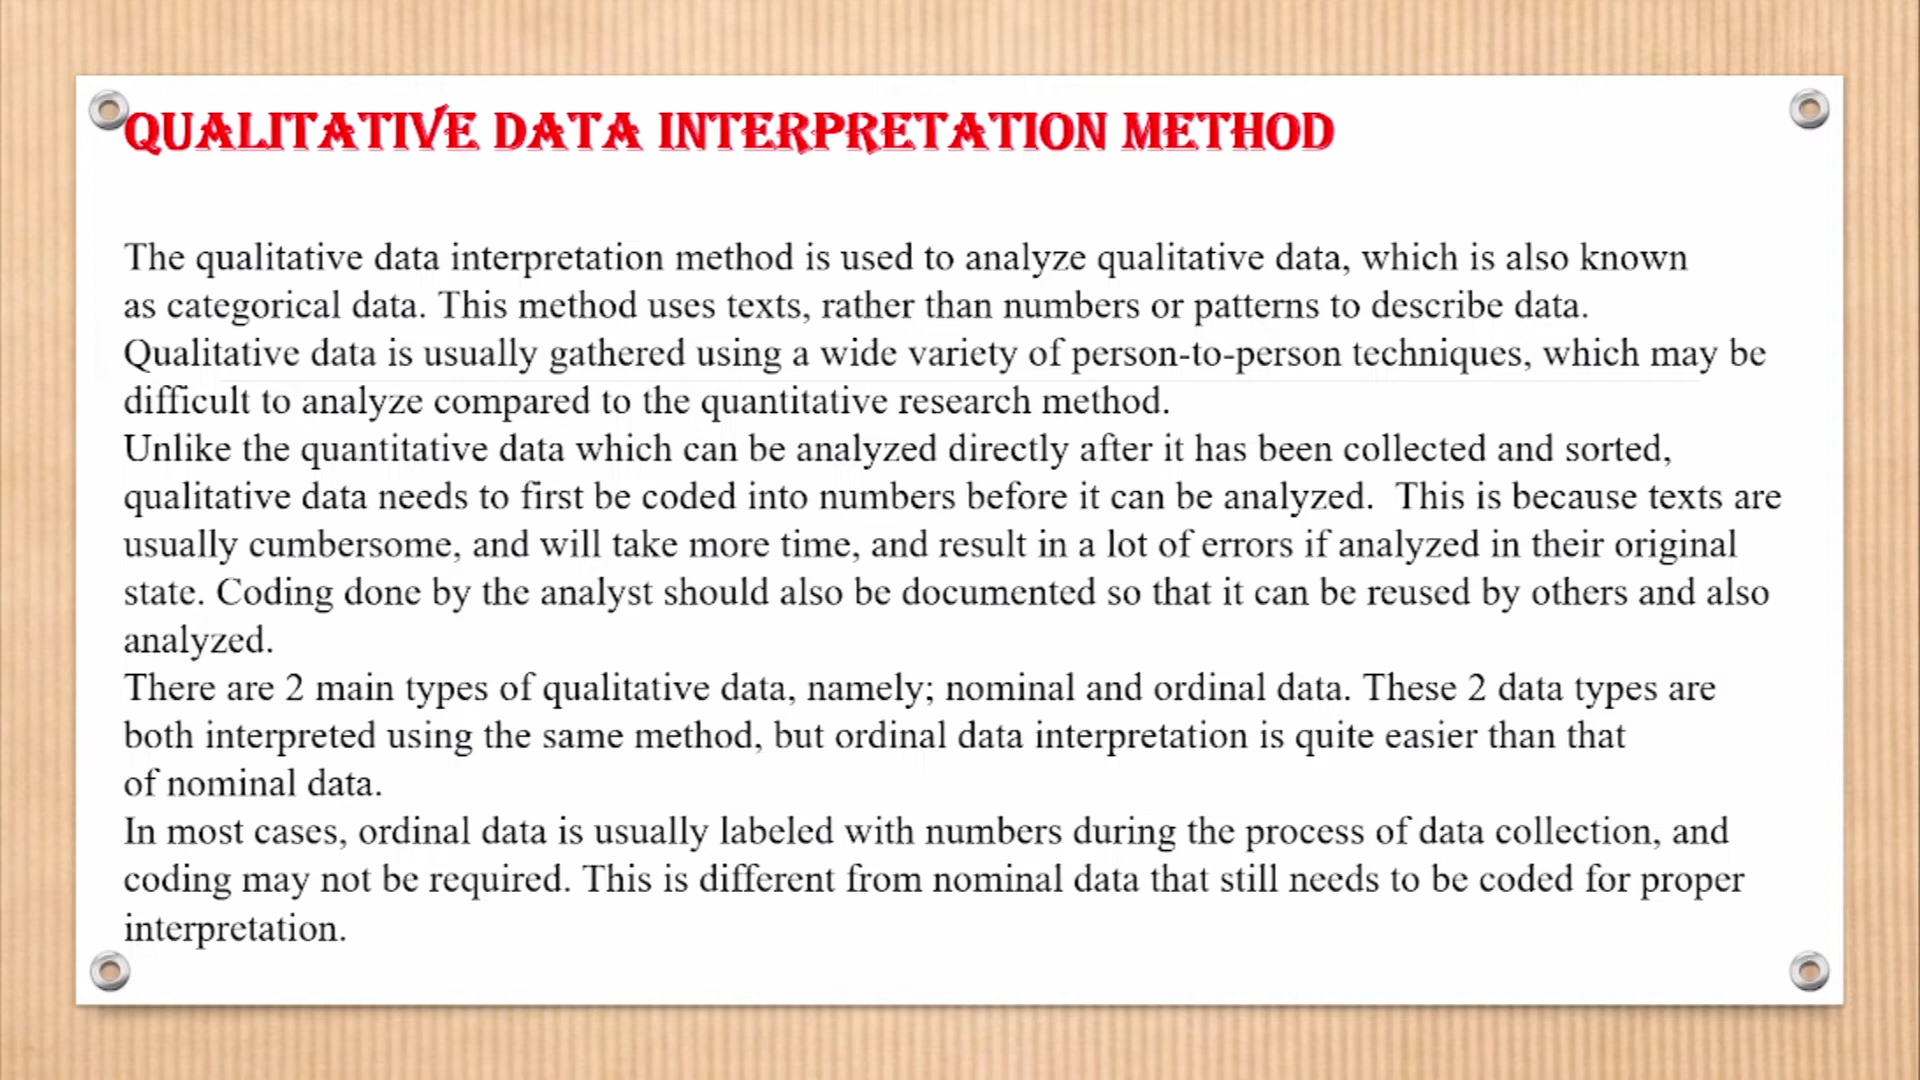 QUALITATIVE DATA INTERPRETATION METHOD
The qualitative data interpretation method is used to analyze qualitative data, which is also known
as categorical data. This method uses texts, rather than numbers or patterns to describe data.
Qualitative data is usually gathered using a wide variety of person-to-person techniques, which may be
difficult to analyze compared to the quantitative research method.
Unlike the quantitative data which can be analyzed directly after it has been collected and sorted,
qualitative data needs to first be coded into numbers before it can be analyzed.  This is because texts are
usually cumbersome, and will take more time, and result in a lot of errors if analyzed in their original
state. Coding done by the analyst should also be documented so that it can be reused by others and also
analyzed.
There are 2 main types of qualitative data, namely; nominal and ordinal data. These 2 data types are
both interpreted using the same method, but ordinal data interpretation is quite easier than that
of nominal data.
In most cases, ordinal data is usually labeled with numbers during the process of data collection, and
coding may not be required. This is different from nominal data that still needs to be coded for proper
interpretation.